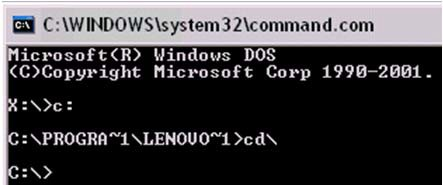 C:\WINDOWS\system32\command.com
Microsoft(R) Windows DOS
(C)Copyright Microsoft Corp 1990-2001.
X:\>c:
C:\PROGRA~1\LENOVO~1>cd\
C:\>